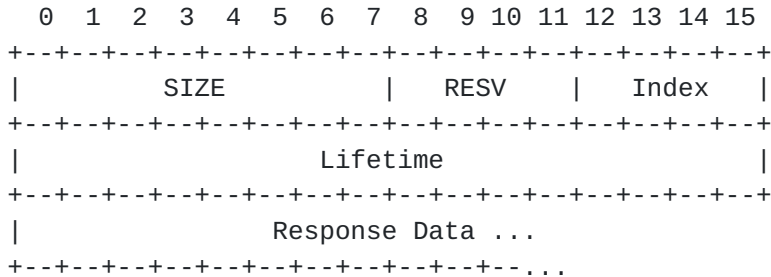 0  1  2  3  4  5  6  7  8  9 10 11 12 13 14 15
+--+--+--+--+--+--+--+--+--+--+--+--+--+--+--+--+
|         SIZE          |   RESV    |   Index   |
+--+--+--+--+--+--+--+--+--+--+--+--+--+--+--+--+
|                   Lifetime                    |
+--+--+--+--+--+--+--+--+--+--+--+--+--+--+--+--+
|                Response Data ...
+--+--+--+--+--+--+--+--+--+--+--...